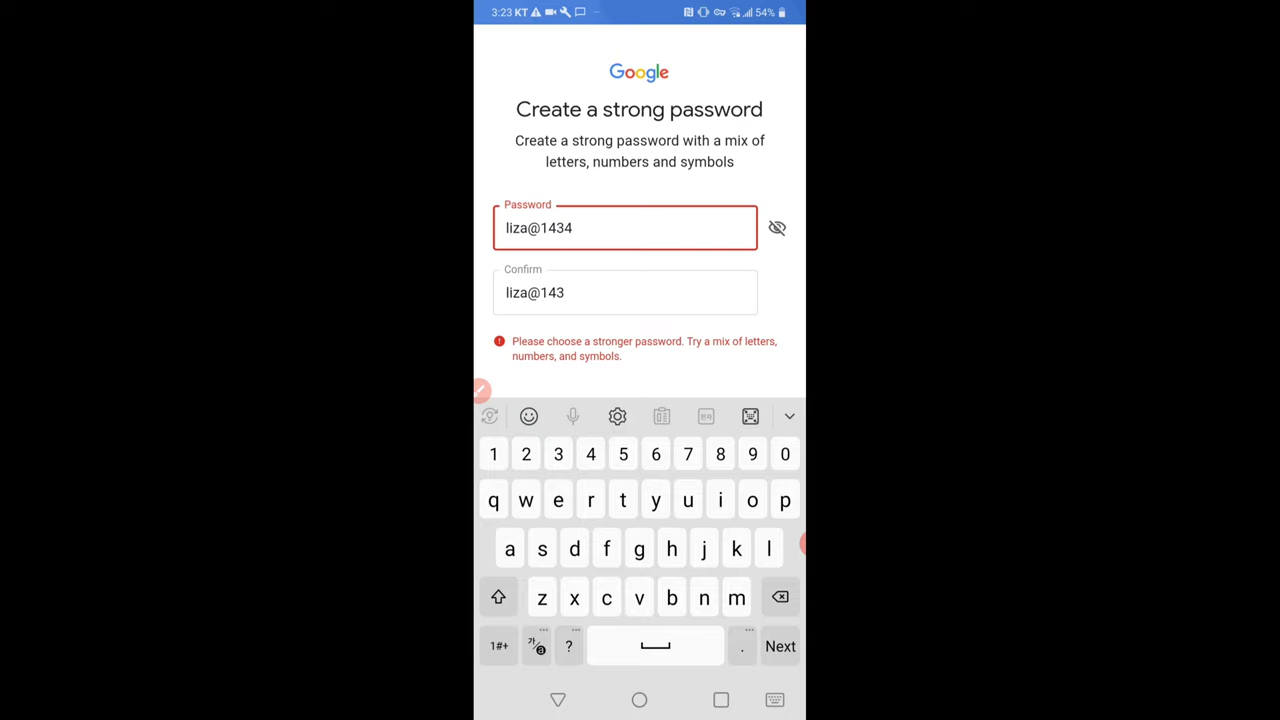 3:23 KT 54%
Google
Create a strong password
Create a strong password with a mix of
letters, numbers and symbols
Password
liza@1434
Confirm
liza@143
Please choose a stronger password. Try a mix of letters,
numbers, and symbols.
1 2 3 4 5 6 7 8 9 0
q w e r t y u i o p
a s d f g h j k l
z x c v b n m
1#+ 가/a ? . Next